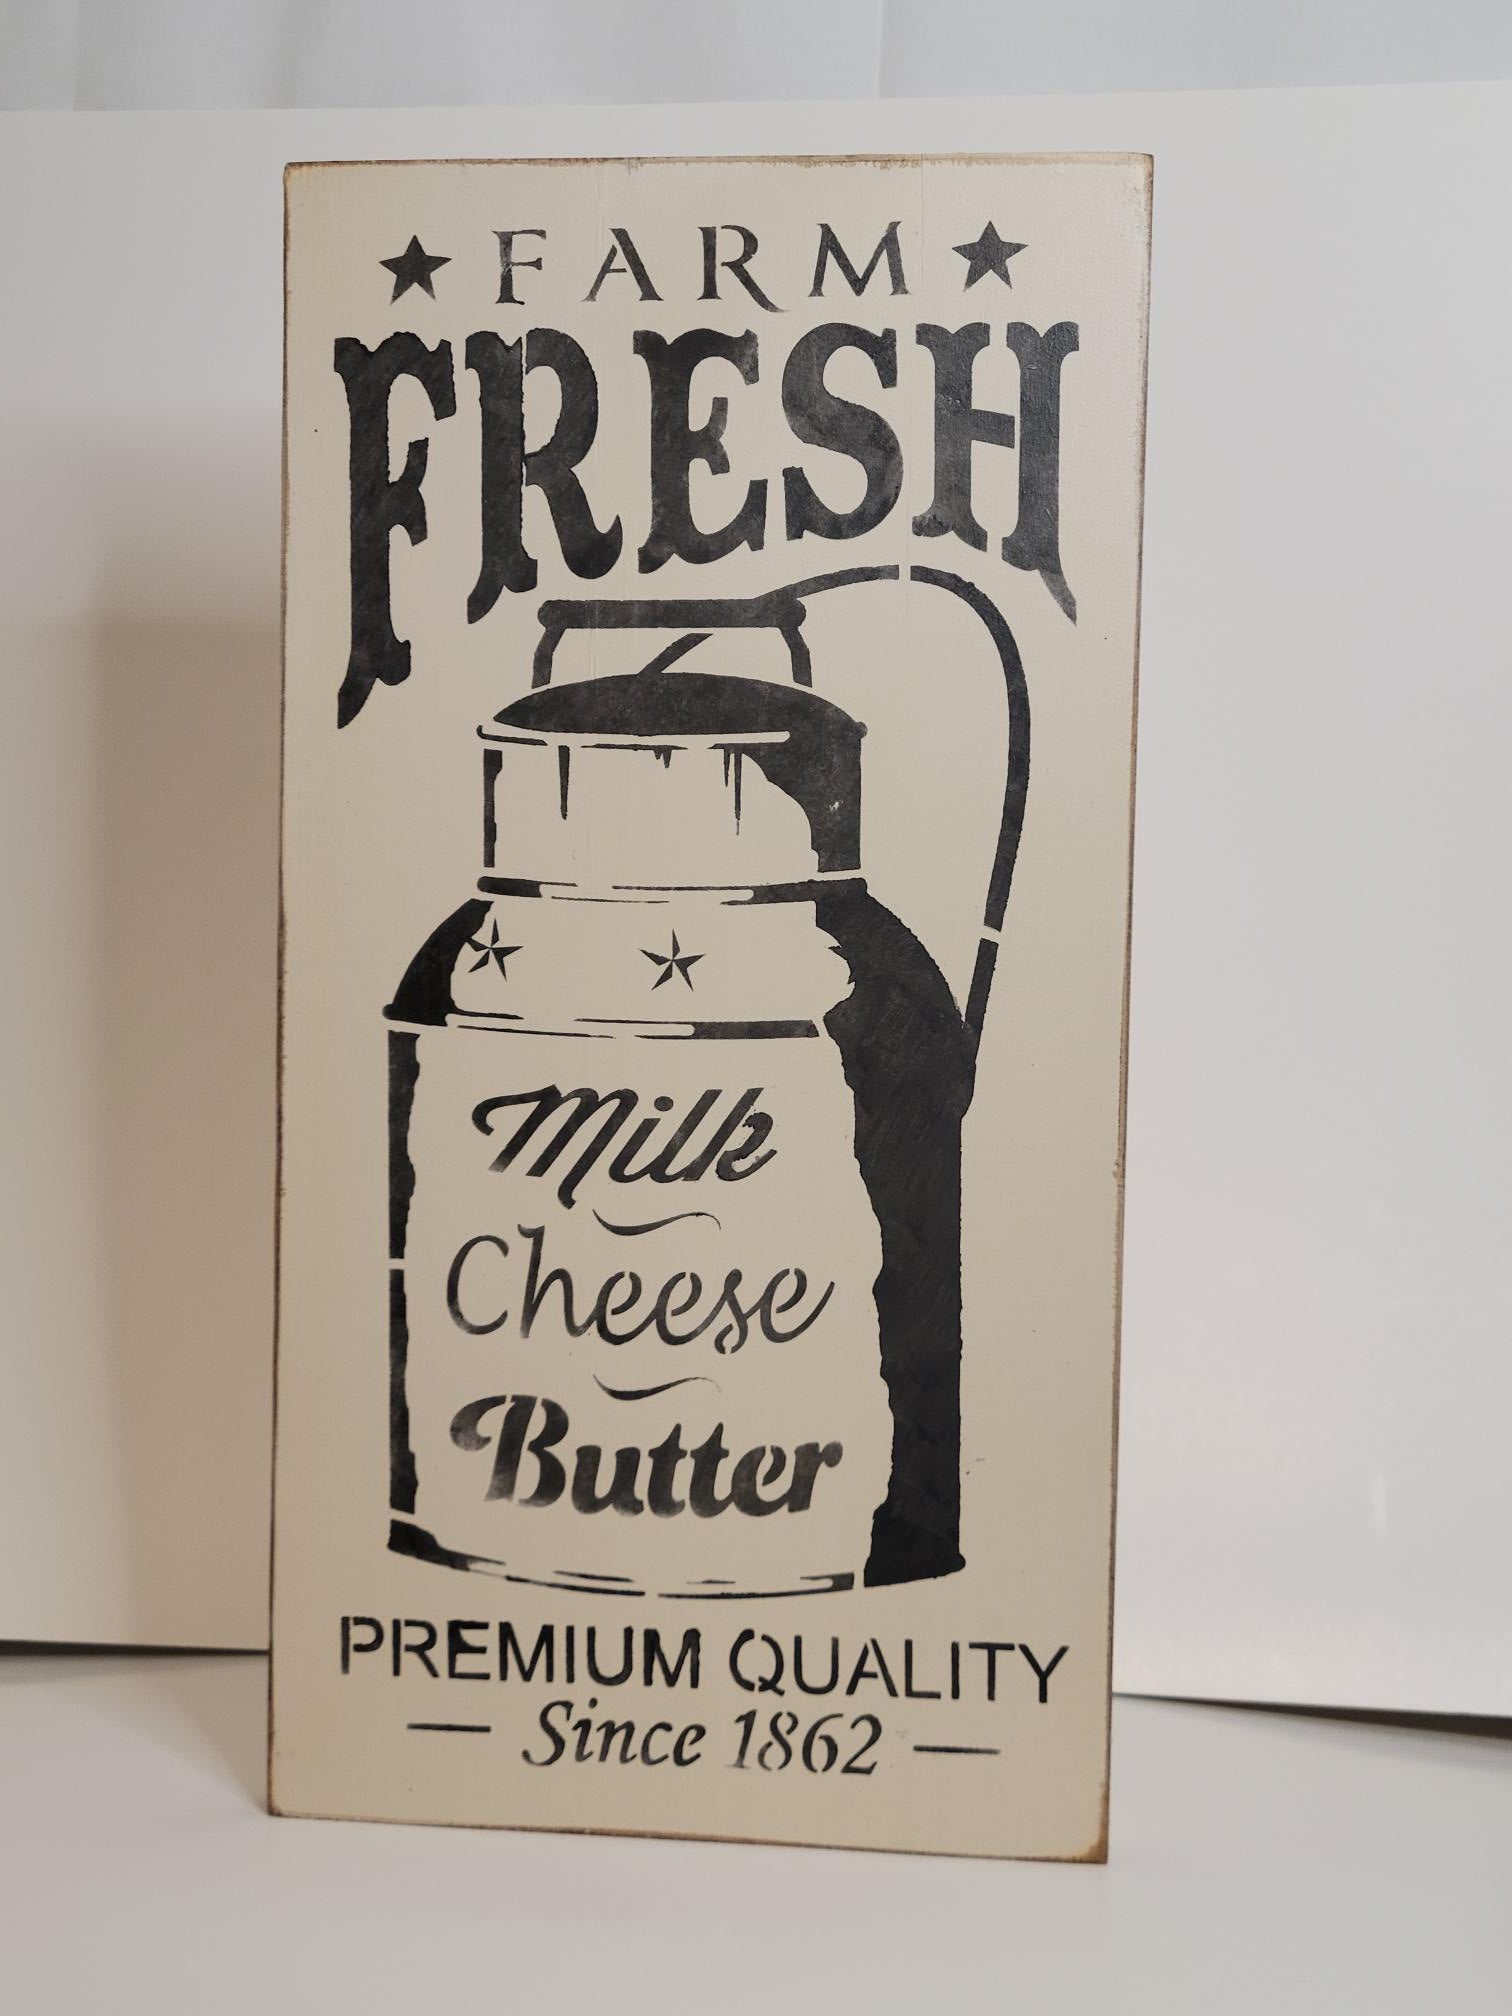 FARM
FRESH
Milk
Cheese
Butter
PREMIUM QUALITY
Since 1862